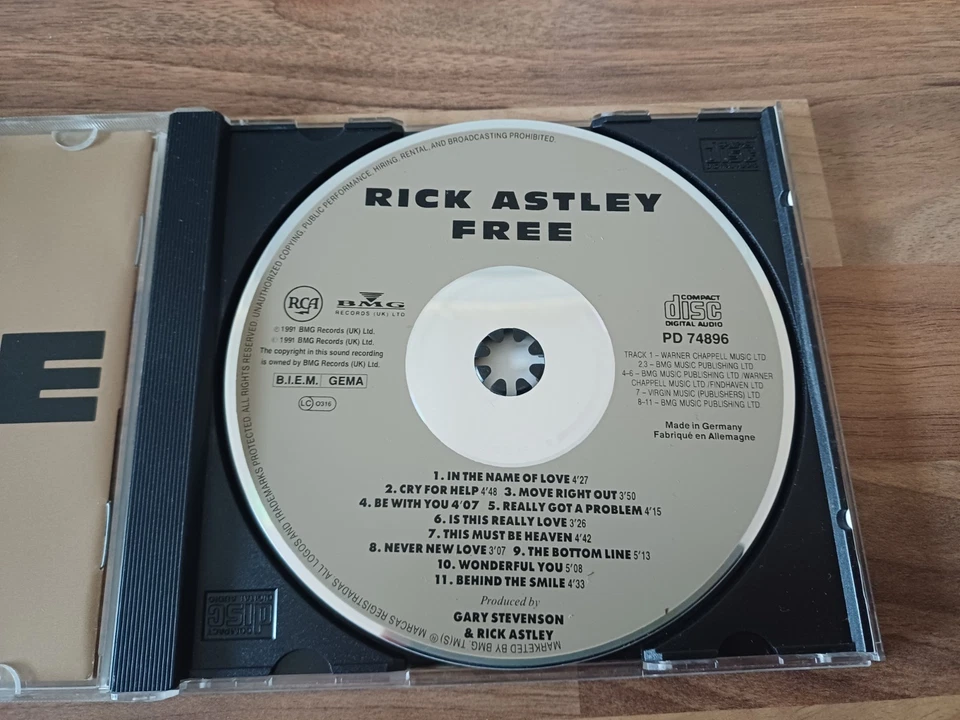 E
UNAUTHORIZED COPYING, PUBLIC PERFORMANCE, HIRING, RENTAL, AND BROADCASTING PROHIBITED.
RICK ASTLEY
FREE
RCA
BMG
RECORDS (UK) LTD
℗ 1991 BMG Records (UK) Ltd.
© 1991 BMG Records (UK) Ltd.
The copyright in this sound recording
is owned by BMG Records (UK) Ltd.
B.I.E.M. GEMA
LC 0316
COMPACT
disc
DIGITAL AUDIO
PD 74896
TRACK 1 – WARNER CHAPPELL MUSIC LTD
2,3 – BMG MUSIC PUBLISHING LTD
4–6 – BMG MUSIC PUBLISHING LTD /WARNER
CHAPPELL MUSIC LTD /FINDHAVEN LTD
7 – VIRGIN MUSIC (PUBLISHERS) LTD
8–11 – BMG MUSIC PUBLISHING LTD.
Made in Germany
Fabriqué en Allemagne
1. IN THE NAME OF LOVE 4'27
2. CRY FOR HELP 4'48 3. MOVE RIGHT OUT 3'50
4. BE WITH YOU 4'07 5. REALLY GOT A PROBLEM 4'15
6. IS THIS REALLY LOVE 3'26
7. THIS MUST BE HEAVEN 4'42
8. NEVER NEW LOVE 3'07 9. THE BOTTOM LINE 5'13
10. WONDERFUL YOU 5'08
11. BEHIND THE SMILE 4'33
Produced by
GARY STEVENSON
& RICK ASTLEY
MARKETED BY BMG. TM(S) ® MARCAS REGISTRADAS ALL LOGOS AND TRADEMARKS PROTECTED. ALL RIGHTS RESERVED
COMPACT
disc
DIGITAL AUDIO